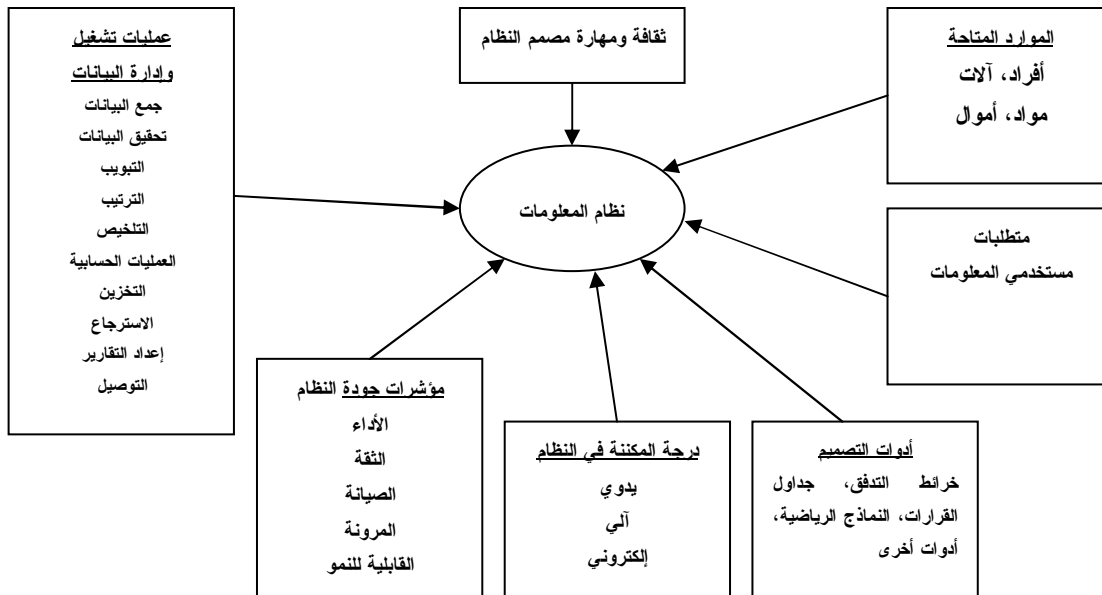 الموارد المتاحة
أفراد، آلات
مواد، أموال
ثقافة ومهارة مصمم النظام
عمليات تشغيل
وإدارة البيانات
جمع البيانات
تحقيق البيانات
التبويب
الترتيب
التلخيص
العمليات الحسابية
التخزين
الاسترجاع
إعداد التقارير
التوصيل
نظام المعلومات
متطلبات
مستخدمي المعلومات
أدوات التصميم
خرائط التدفق، جداول
القرارات، النماذج الرياضية،
أدوات أخرى
درجة المكننة في النظام
يدوي
آلي
إلكتروني
مؤشرات جودة النظام
الأداء
الثقة
الصيانة
المرونة
القابلية للنمو